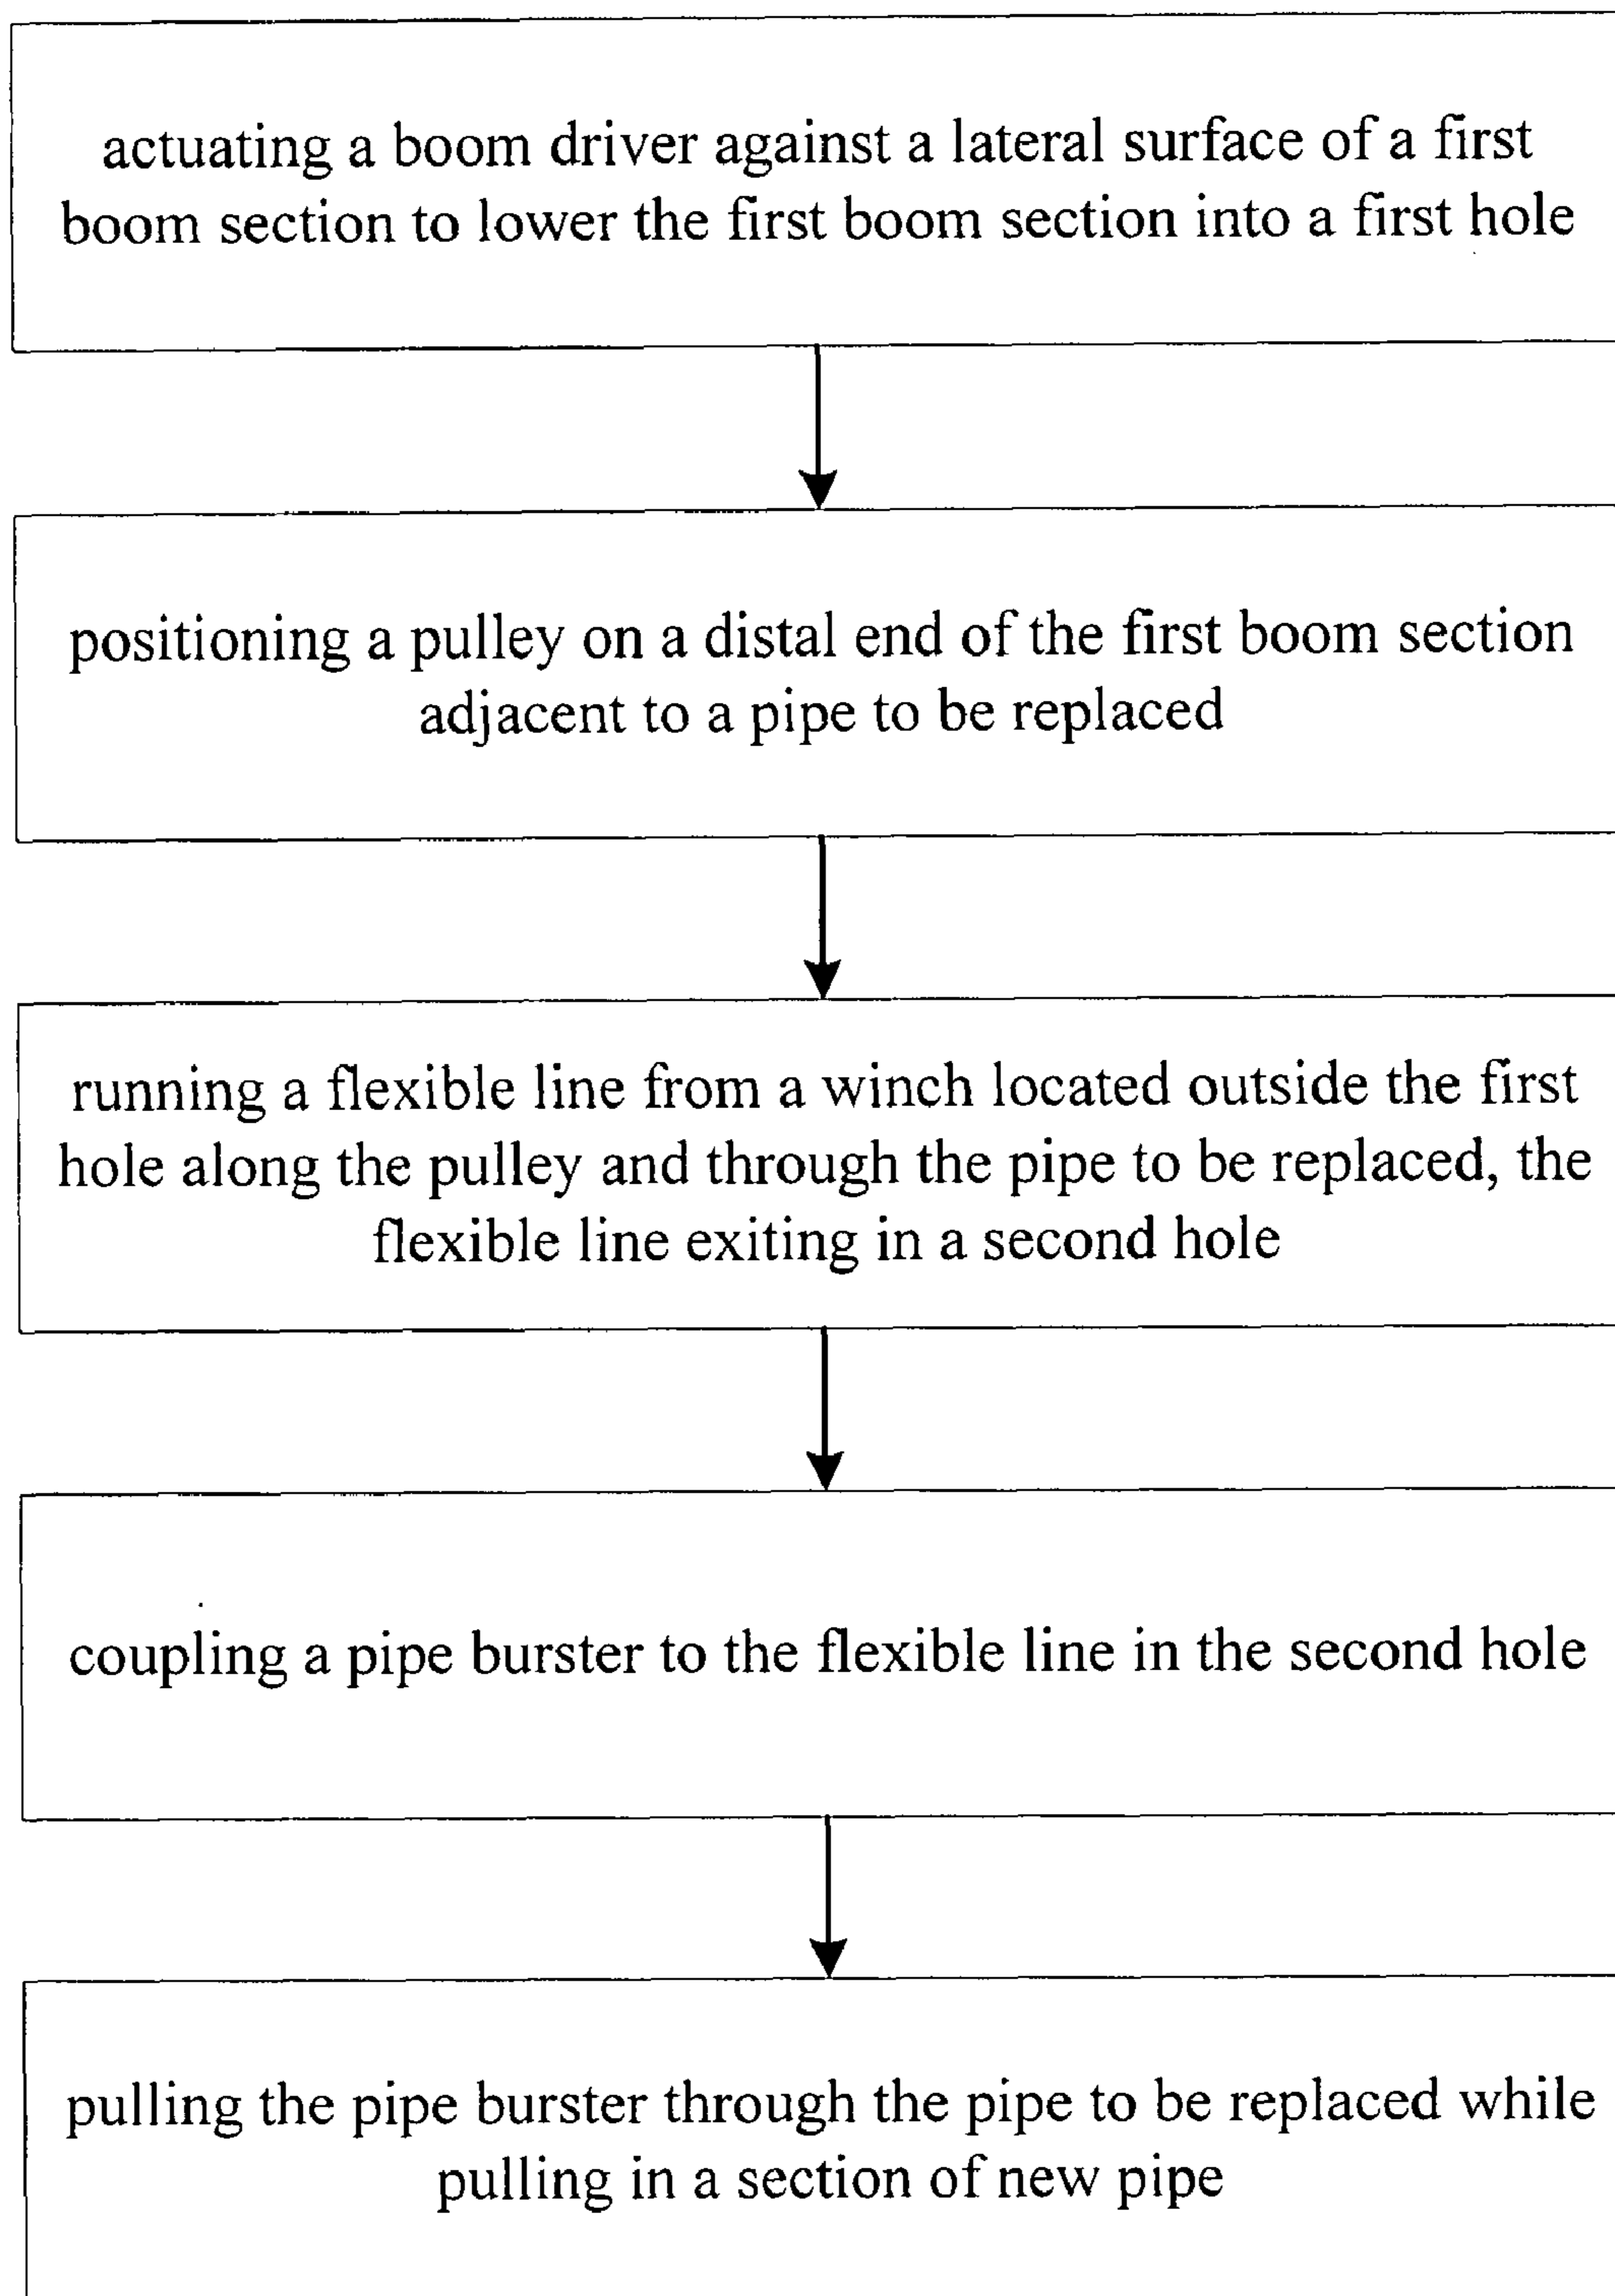 actuating a boom driver against a lateral surface of a first
boom section to lower the first boom section into a first hole
positioning a pulley on a distal end of the first boom section
adjacent to a pipe to be replaced
running a flexible line from a winch located outside the first
hole along the pulley and through the pipe to be replaced, the
flexible line exiting in a second hole
coupling a pipe burster to the flexible line in the second hole
pulling the pipe burster through the pipe to be replaced while
pulling in a section of new pipe